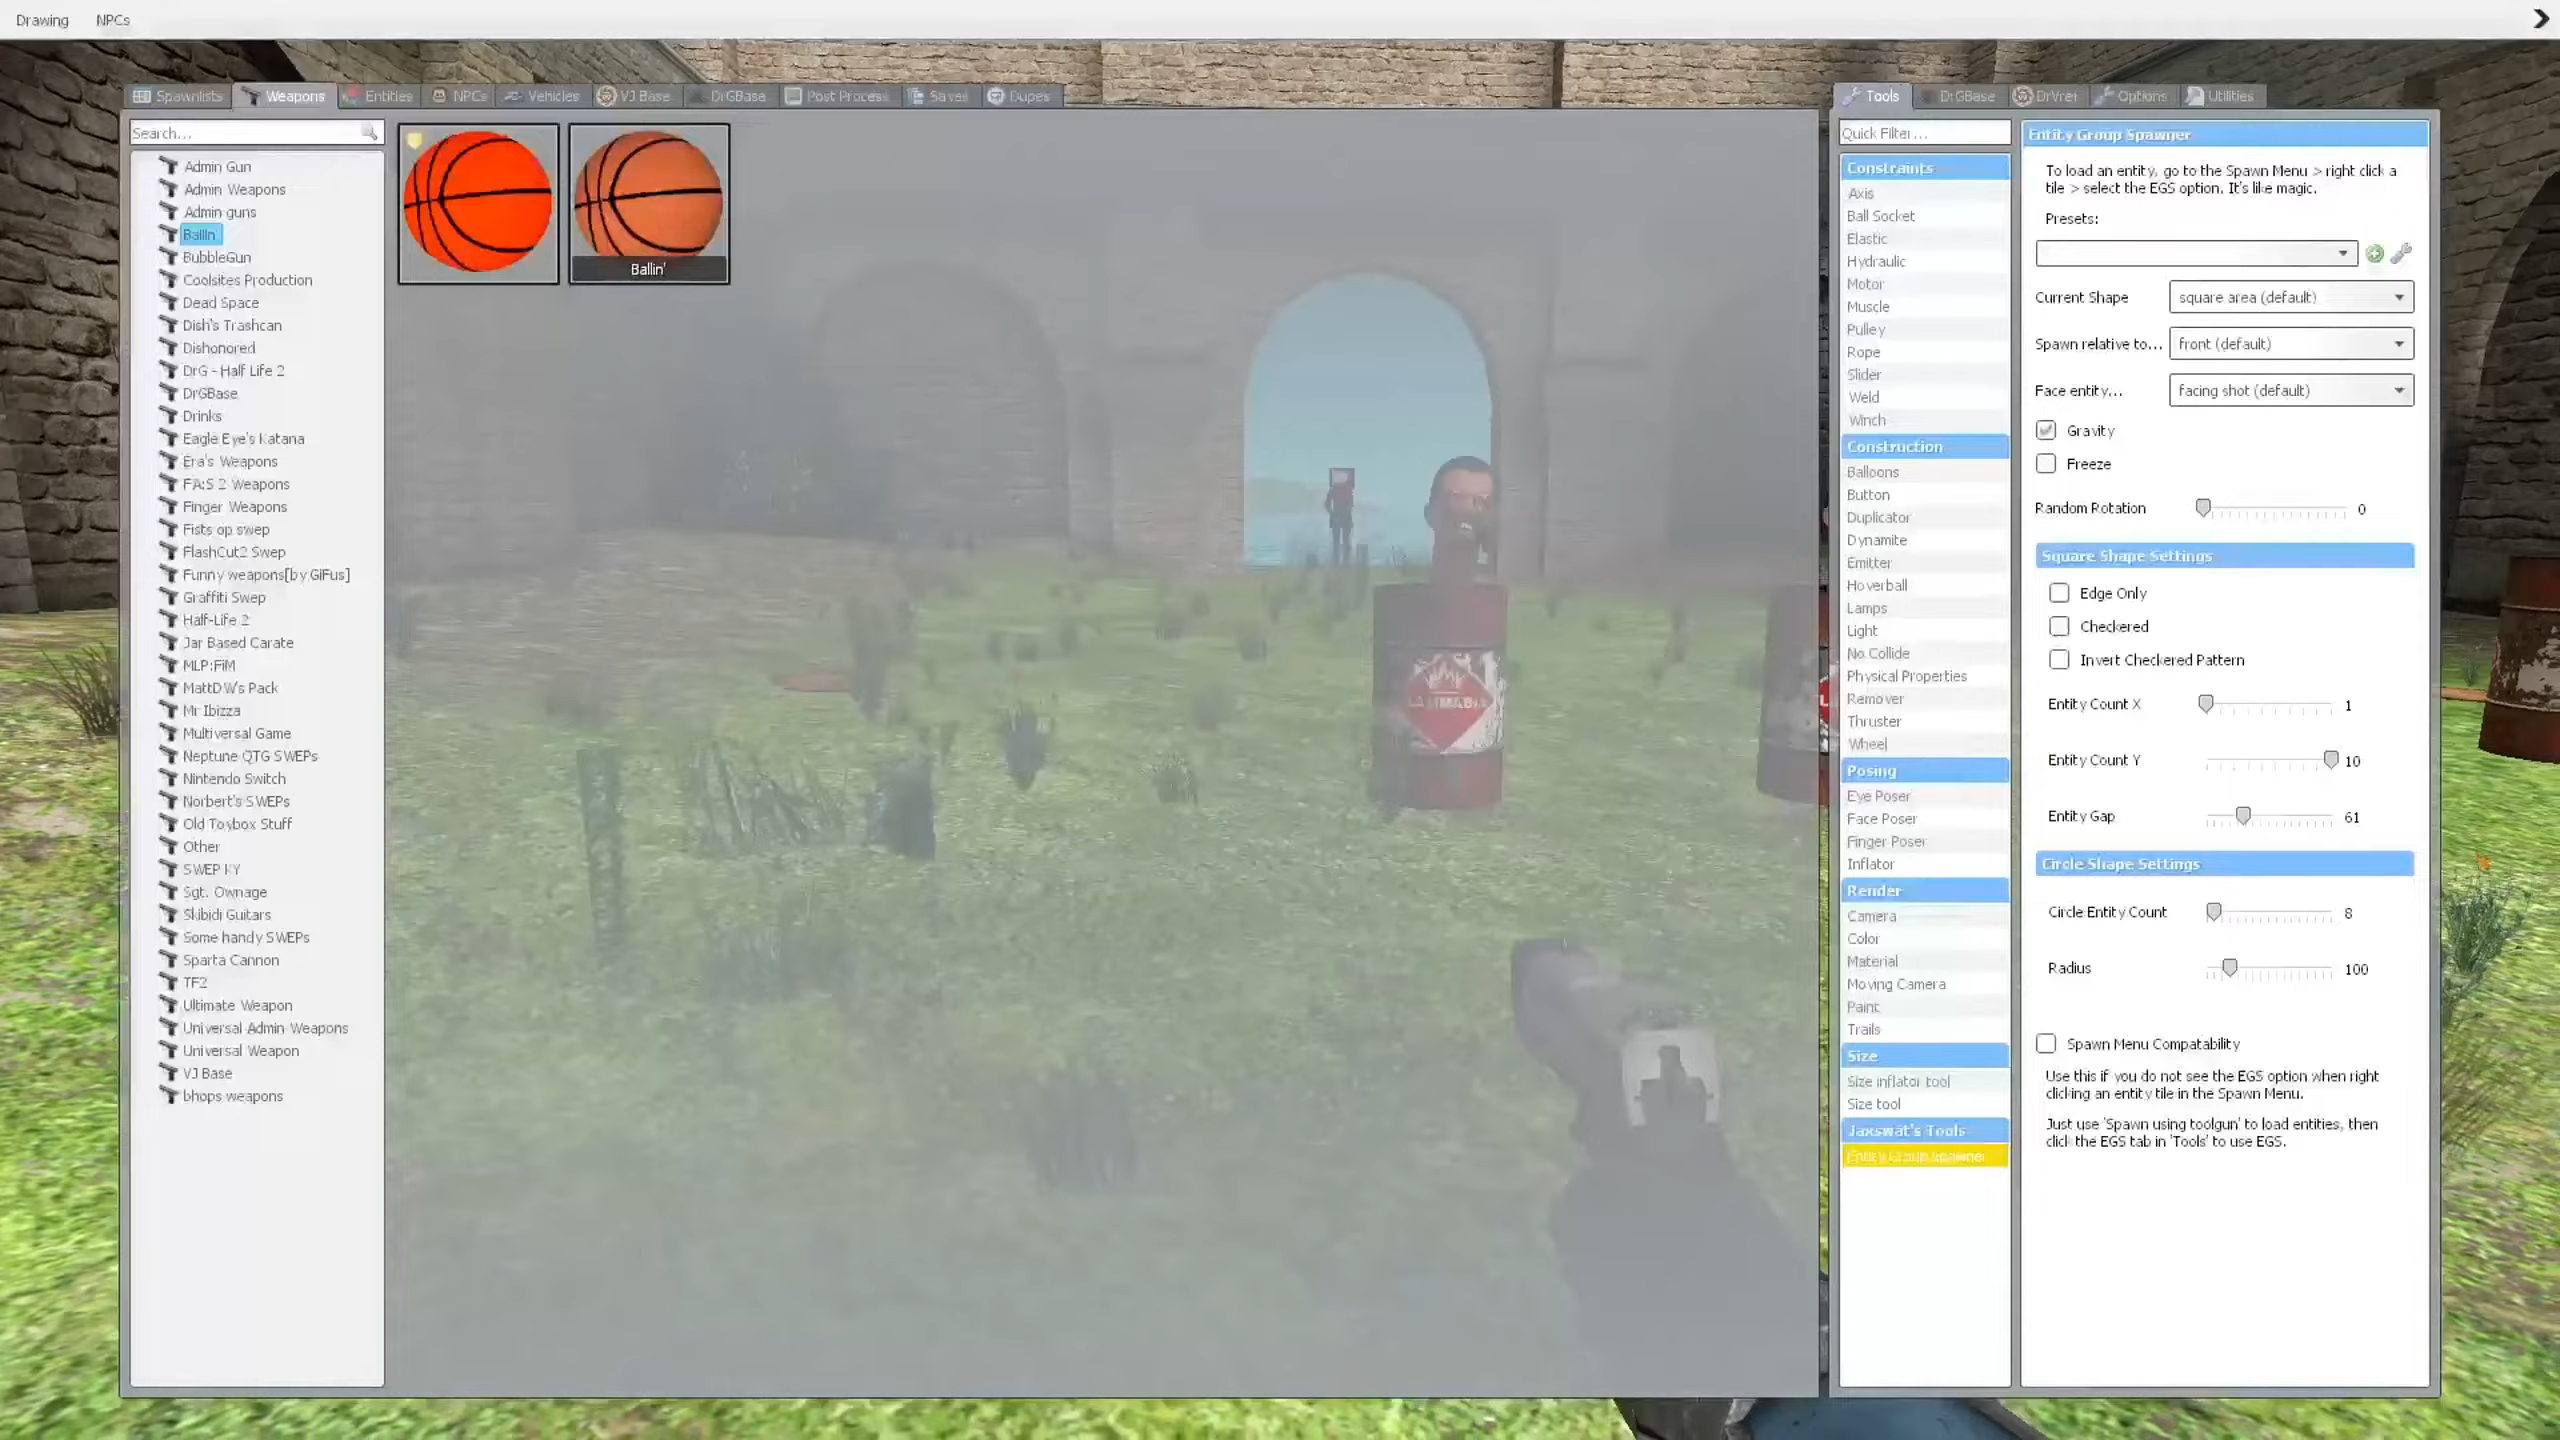 Drawing NPCs
Spawnlists Weapons Entities NPCs Vehicles VJ Base DrGBase Post Process Saves Dupes
Search...
Admin Gun
Admin Weapons
Admin guns
Ballin
BubbleGun
Coolsites Production
Dead Space
Dish's Trashcan
Dishonored
DrG - Half Life 2
DrGBase
Drinks
Eagle Eye's Katana
Era's Weapons
FA:S 2 Weapons
Finger Weapons
Fists op swep
FlashCut2 Swep
Funny weapons[by GiFus]
Graffiti Swep
Half-Life 2
Jar Based Carate
MLP:FiM
MattDW's Pack
Mr Ibizza
Multiversal Game
Neptune QTG SWEPs
Nintendo Switch
Norbert's SWEPs
Old Toybox Stuff
Other
SWEP KY
Sgt. Ownage
Skibidi Guitars
Some handy SWEPs
Sparta Cannon
TF2
Ultimate Weapon
Universal Admin Weapons
Universal Weapon
VJ Base
bhops weapons
Ballin'
Tools DrGBase DrVrej Options Utilities
Quick Filter...
Constraints
Axis
Ball Socket
Elastic
Hydraulic
Motor
Muscle
Pulley
Rope
Slider
Weld
Winch
Construction
Balloons
Button
Duplicator
Dynamite
Emitter
Hoverball
Lamps
Light
No Collide
Physical Properties
Remover
Thruster
Wheel
Posing
Eye Poser
Face Poser
Finger Poser
Inflator
Render
Camera
Color
Material
Moving Camera
Paint
Trails
Size
Size inflator tool
Size tool
Jaxswat's Tools
Entity Group Spawner
Entity Group Spawner
To load an entity, go to the Spawn Menu > right click a
tile > select the EGS option. It's like magic.
Presets:
Current Shape square area (default)
Spawn relative to... front (default)
Face entity... facing shot (default)
Gravity
Freeze
Random Rotation 0
Square Shape Settings
Edge Only
Checkered
Invert Checkered Pattern
Entity Count X 1
Entity Count Y 10
Entity Gap 61
Circle Shape Settings
Circle Entity Count 8
Radius 100
Spawn Menu Compatability
Use this if you do not see the EGS option when right
clicking an entity tile in the Spawn Menu.
Just use 'Spawn using toolgun' to load entities, then
click the EGS tab in 'Tools' to use EGS.